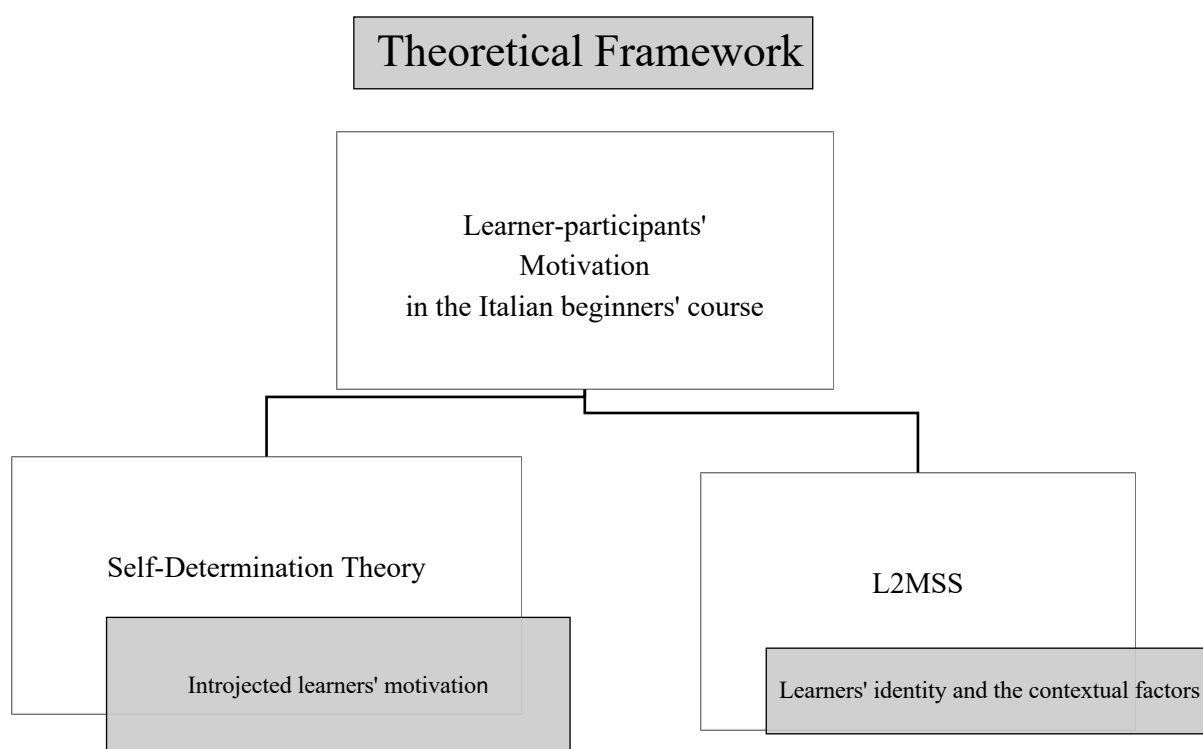 Theoretical Framework
Learner-participants'
Motivation
in the Italian beginners' course
Self-Determination Theory
L2MSS
Introjected learners' motivation
Learners' identity and the contextual factors